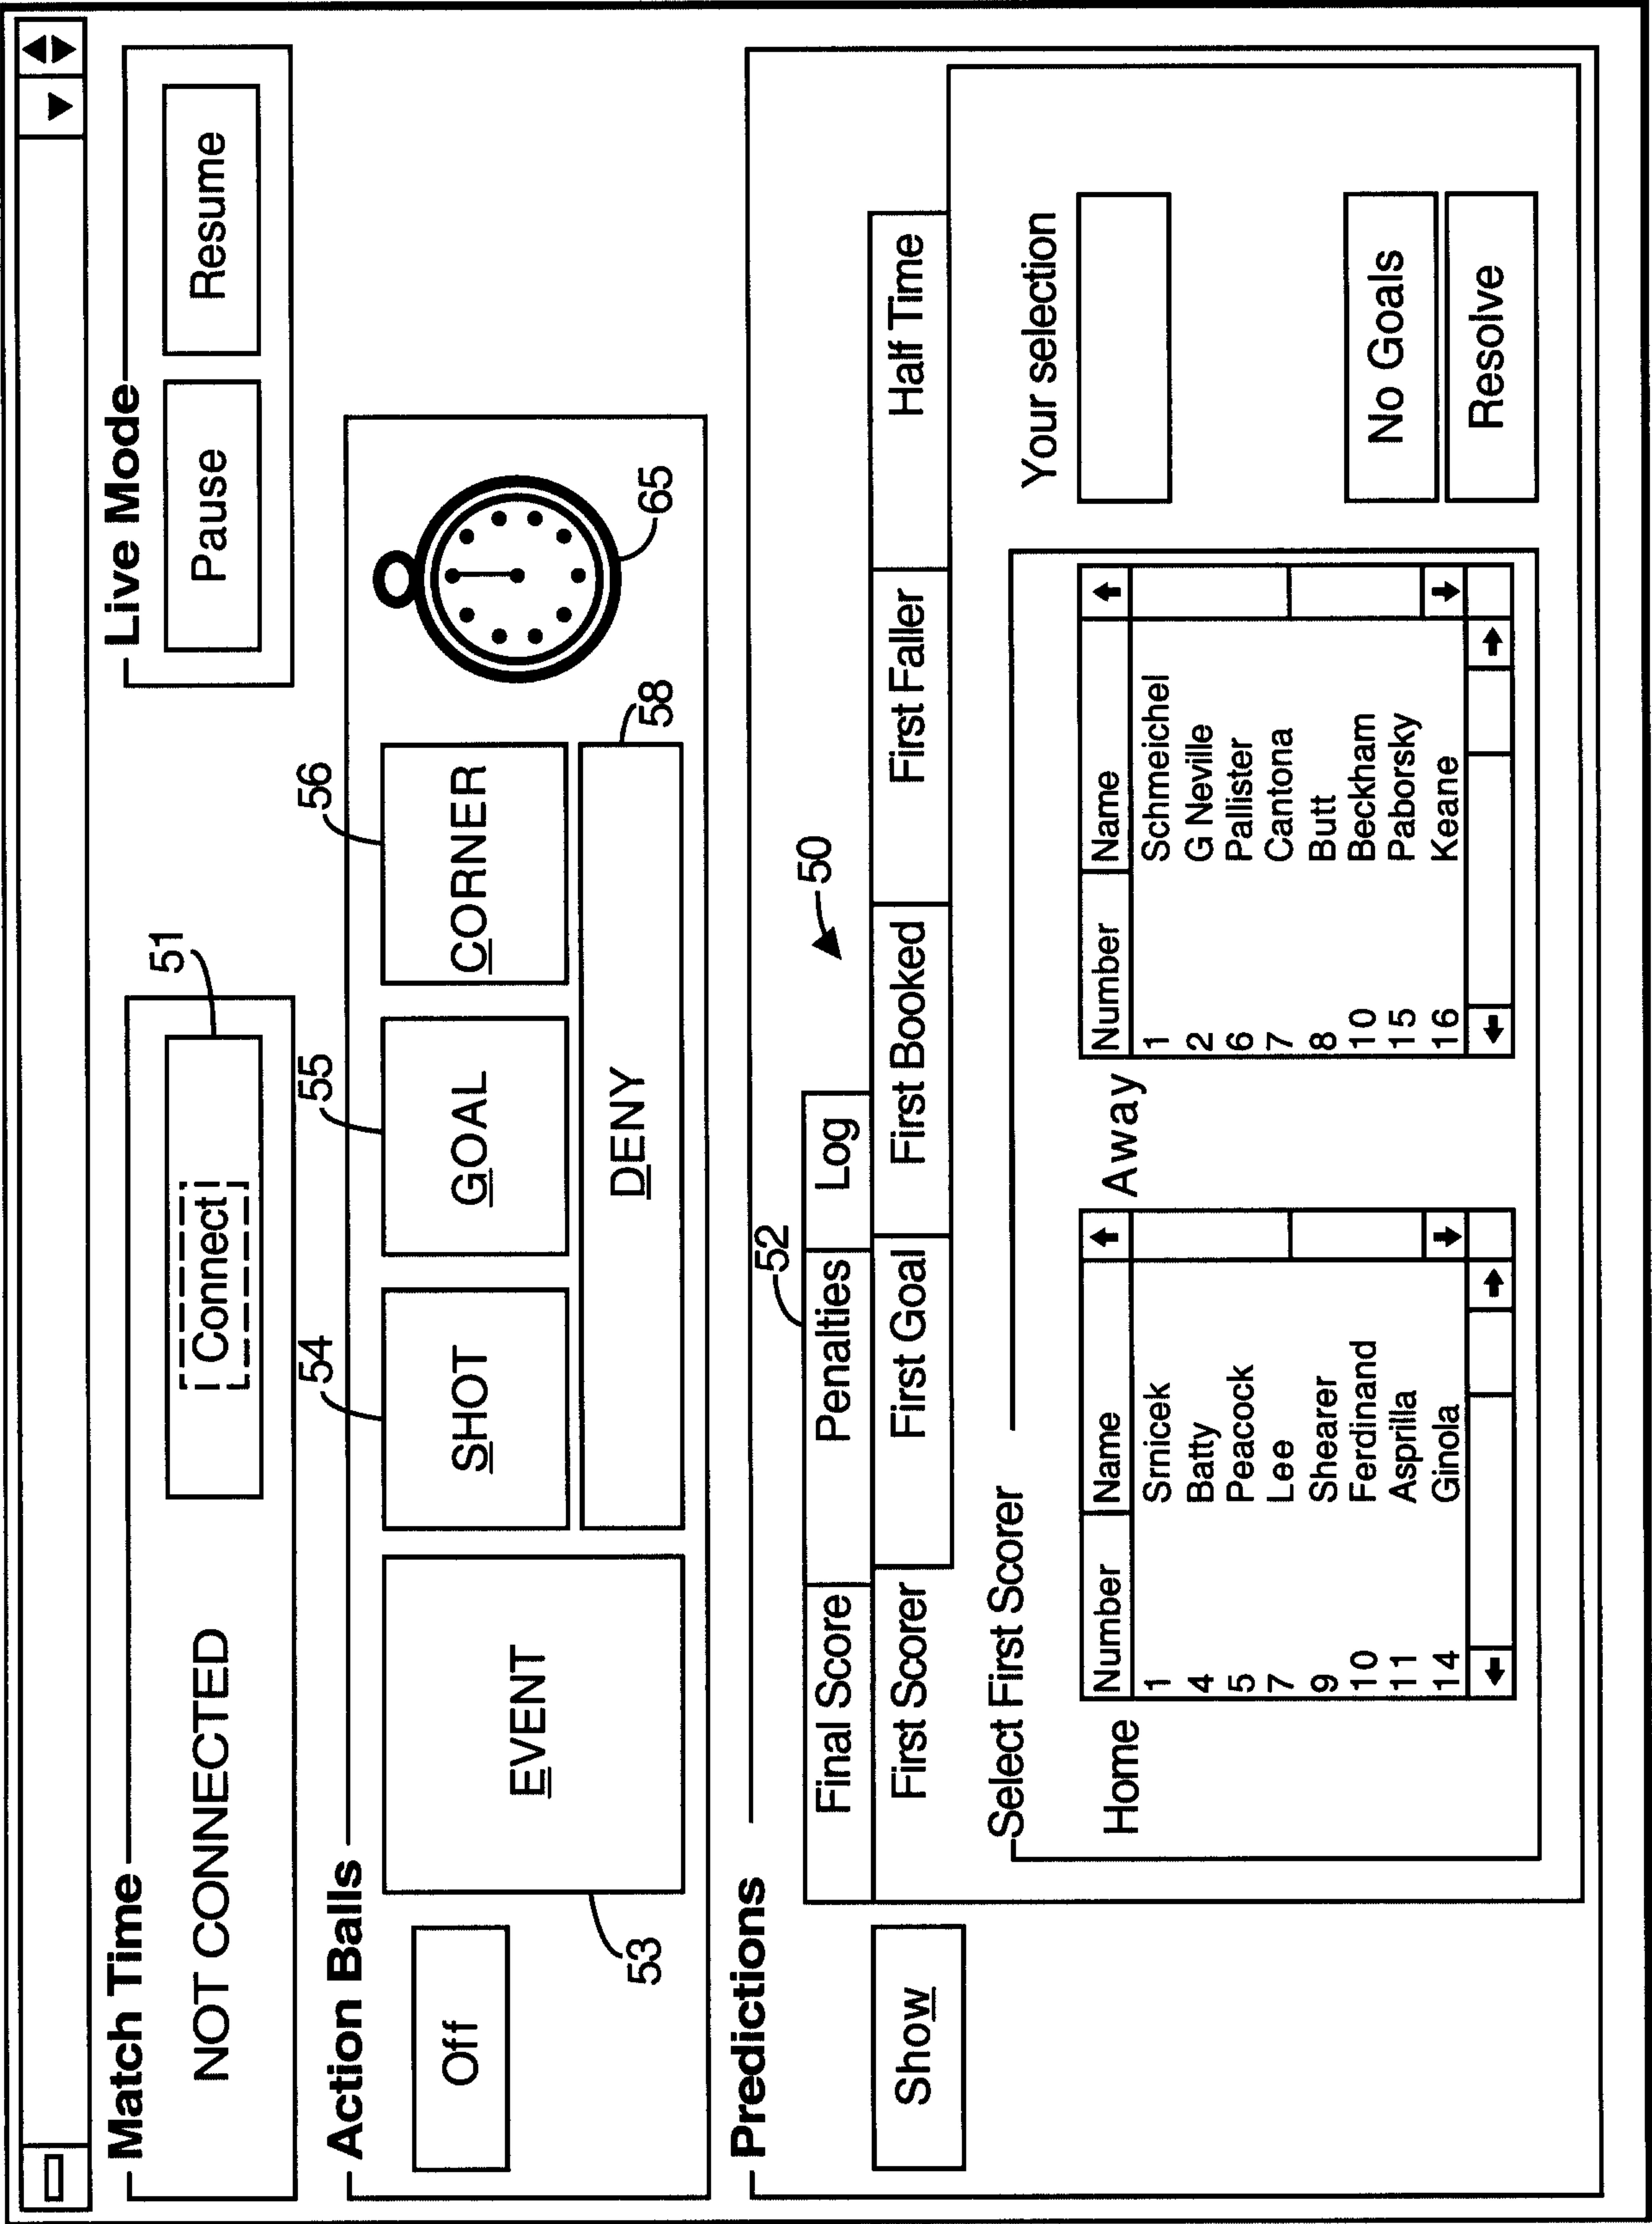 Match Time
NOT CONNECTED
Connect
51
Live Mode
Pause
Resume
Action Balls
Off
EVENT
53
SHOT
54
GOAL
55
CORNER
56
DENY
58
65
Predictions
Show
50
52
Final Score Penalties Log
First Scorer First Goal First Booked First Faller Half Time
Select First Scorer
Home
Number Name
1 Srnicek
4 Batty
5 Peacock
7 Lee
9 Shearer
10 Ferdinand
11 Asprilla
14 Ginola
Away
Number Name
1 Schmeichel
2 G Neville
6 Pallister
7 Cantona
8 Butt
10 Beckham
15 Paborsky
16 Keane
Your selection
No Goals
Resolve